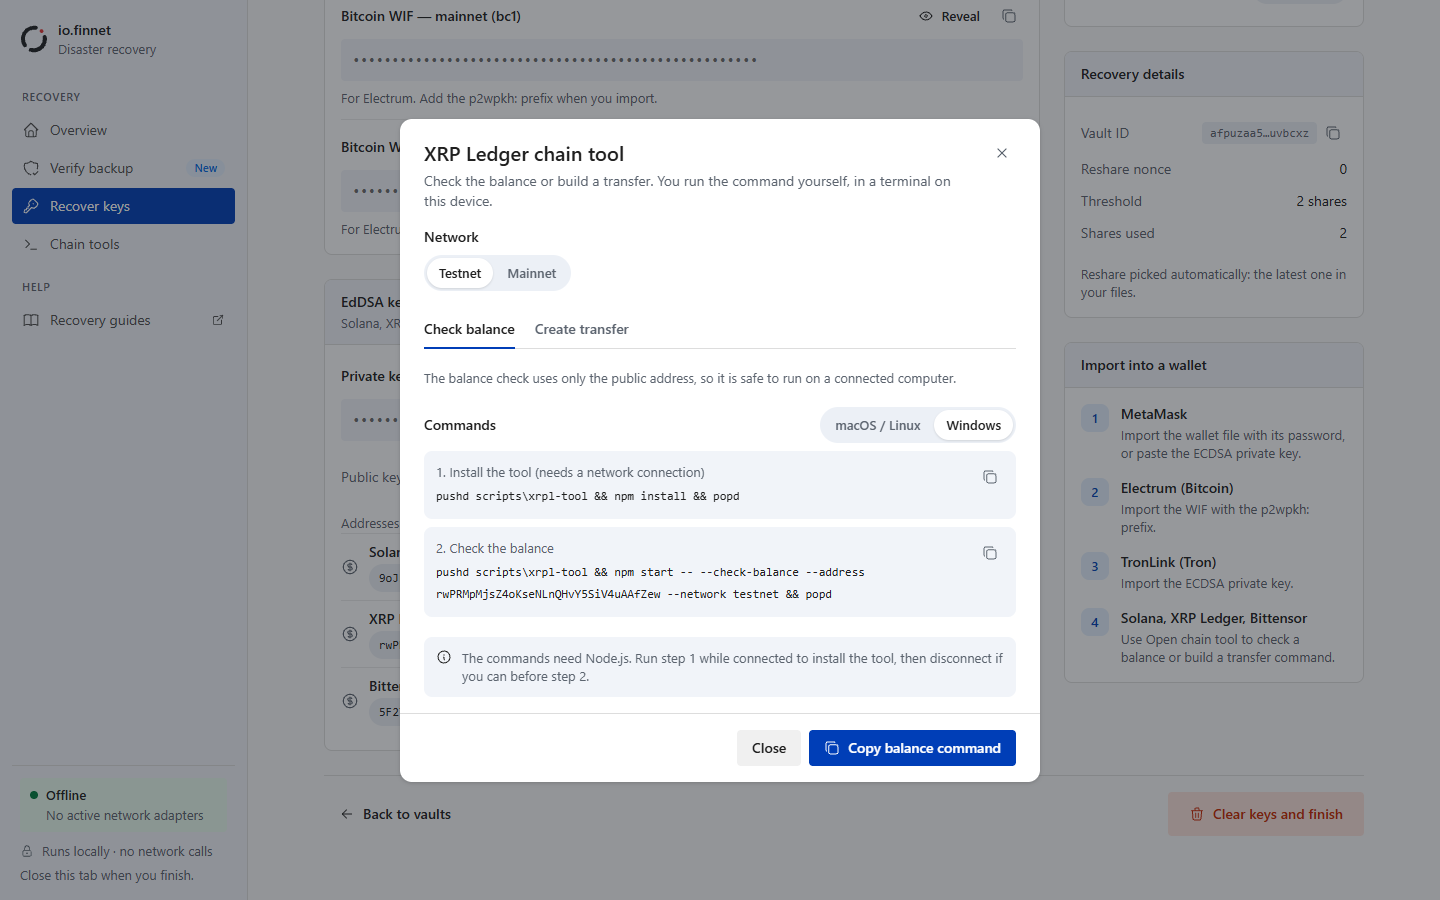 io.finnet
Disaster recovery
RECOVERY
Overview
Verify backup
New
Recover keys
Chain tools
HELP
Recovery guides
Offline
No active network adapters
Runs locally · no network calls
Close this tab when you finish.
Bitcoin WIF — mainnet (bc1)
Reveal
For Electrum. Add the p2wpkh: prefix when you import.
Bitcoin W
For Electru
EdDSA ke
Solana, XR
Private ke
Public key
Addresses
Solar
9oJ
XRP
rwP
Bitte
5F2
Back to vaults
Clear keys and finish
XRP Ledger chain tool
Check the balance or build a transfer. You run the command yourself, in a terminal on
this device.
Network
Testnet
Mainnet
Check balance
Create transfer
The balance check uses only the public address, so it is safe to run on a connected computer.
Commands
macOS / Linux
Windows
1. Install the tool (needs a network connection)
pushd scripts\xrpl-tool && npm install && popd
2. Check the balance
pushd scripts\xrpl-tool && npm start -- --check-balance --address
rwPRMpMjsZ4oKseNLnQHvY5SiV4uAAfZew --network testnet && popd
The commands need Node.js. Run step 1 while connected to install the tool, then disconnect if
you can before step 2.
Close
Copy balance command
Recovery details
Vault ID
afpuzaa5…uvbcxz
Reshare nonce
0
Threshold
2 shares
Shares used
2
Reshare picked automatically: the latest one in
your files.
Import into a wallet
1
MetaMask
Import the wallet file with its password,
or paste the ECDSA private key.
2
Electrum (Bitcoin)
Import the WIF with the p2wpkh:
prefix.
3
TronLink (Tron)
Import the ECDSA private key.
4
Solana, XRP Ledger, Bittensor
Use Open chain tool to check a
balance or build a transfer command.